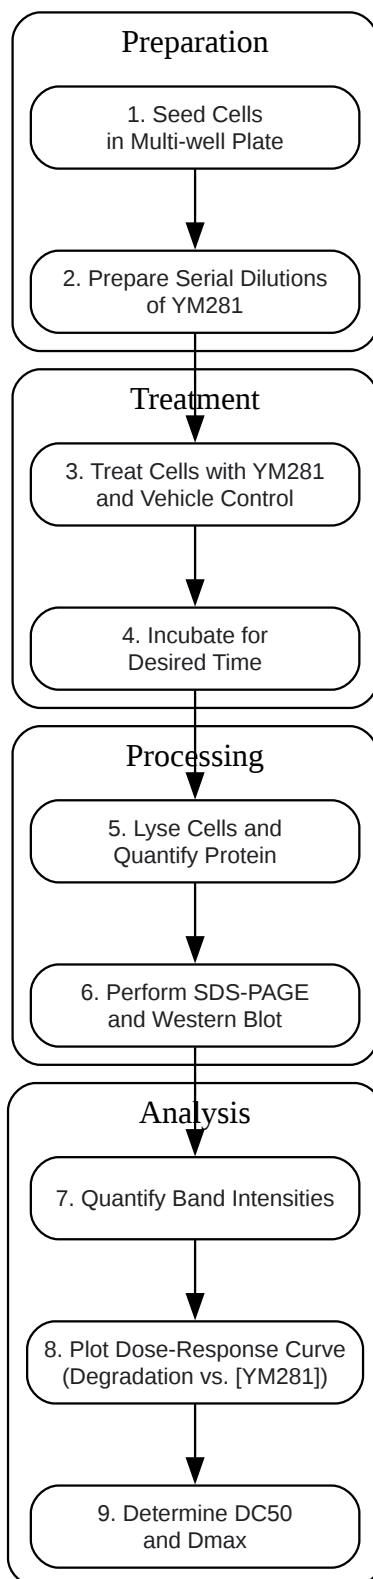 Preparation
1. Seed Cells
in Multi-well Plate
2. Prepare Serial Dilutions
of YM281
Treatment
3. Treat Cells with YM281
and Vehicle Control
4. Incubate for
Desired Time
Processing
5. Lyse Cells and
Quantify Protein
6. Perform SDS-PAGE
and Western Blot
Analysis
7. Quantify Band Intensities
8. Plot Dose-Response Curve
(Degradation vs. [YM281])
9. Determine DC50
and Dmax